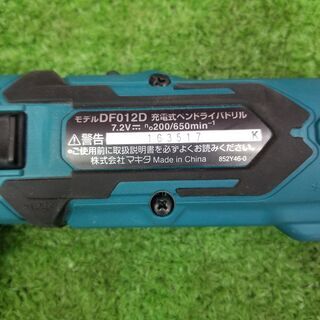 モデルDF012D 充電式ペンドライバドリル
7.2V⎓ n₀200/650min⁻¹
⚠警告 163517 K
●ご使用前に取扱説明書を必ずよくお読みください。
株式会社マキタ Made in China 852Y46-0